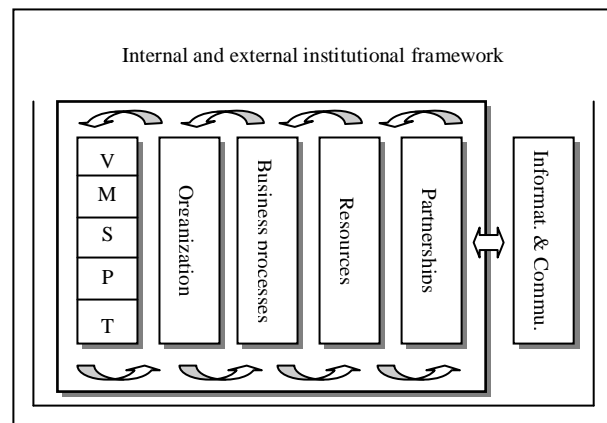 Internal and external institutional framework
V
M
S
P
T
Organization
Business processes
Resources
Partnerships
Informat. & Commu.